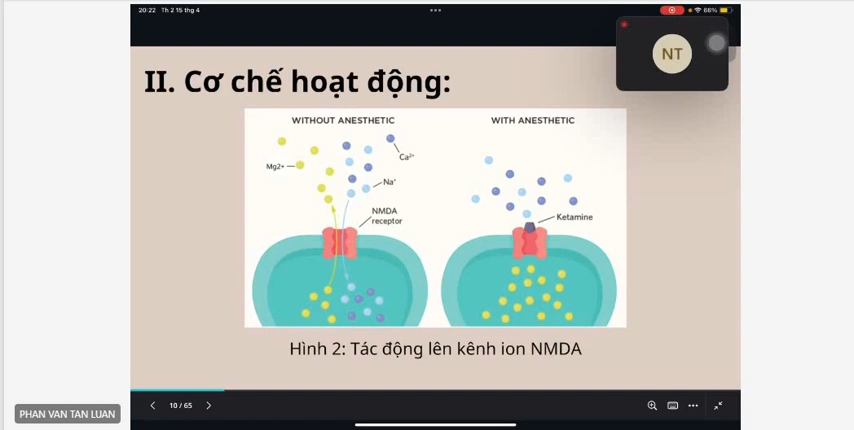 20:22 Th 2 15 thg 4
66%
NT
II. Cơ chế hoạt động:
WITHOUT ANESTHETIC
WITH ANESTHETIC
Ca²⁺
Mg2+
Na⁺
NMDA
receptor
Ketamine
Hình 2: Tác động lên kênh ion NMDA
10 / 65
PHAN VAN TAN LUAN